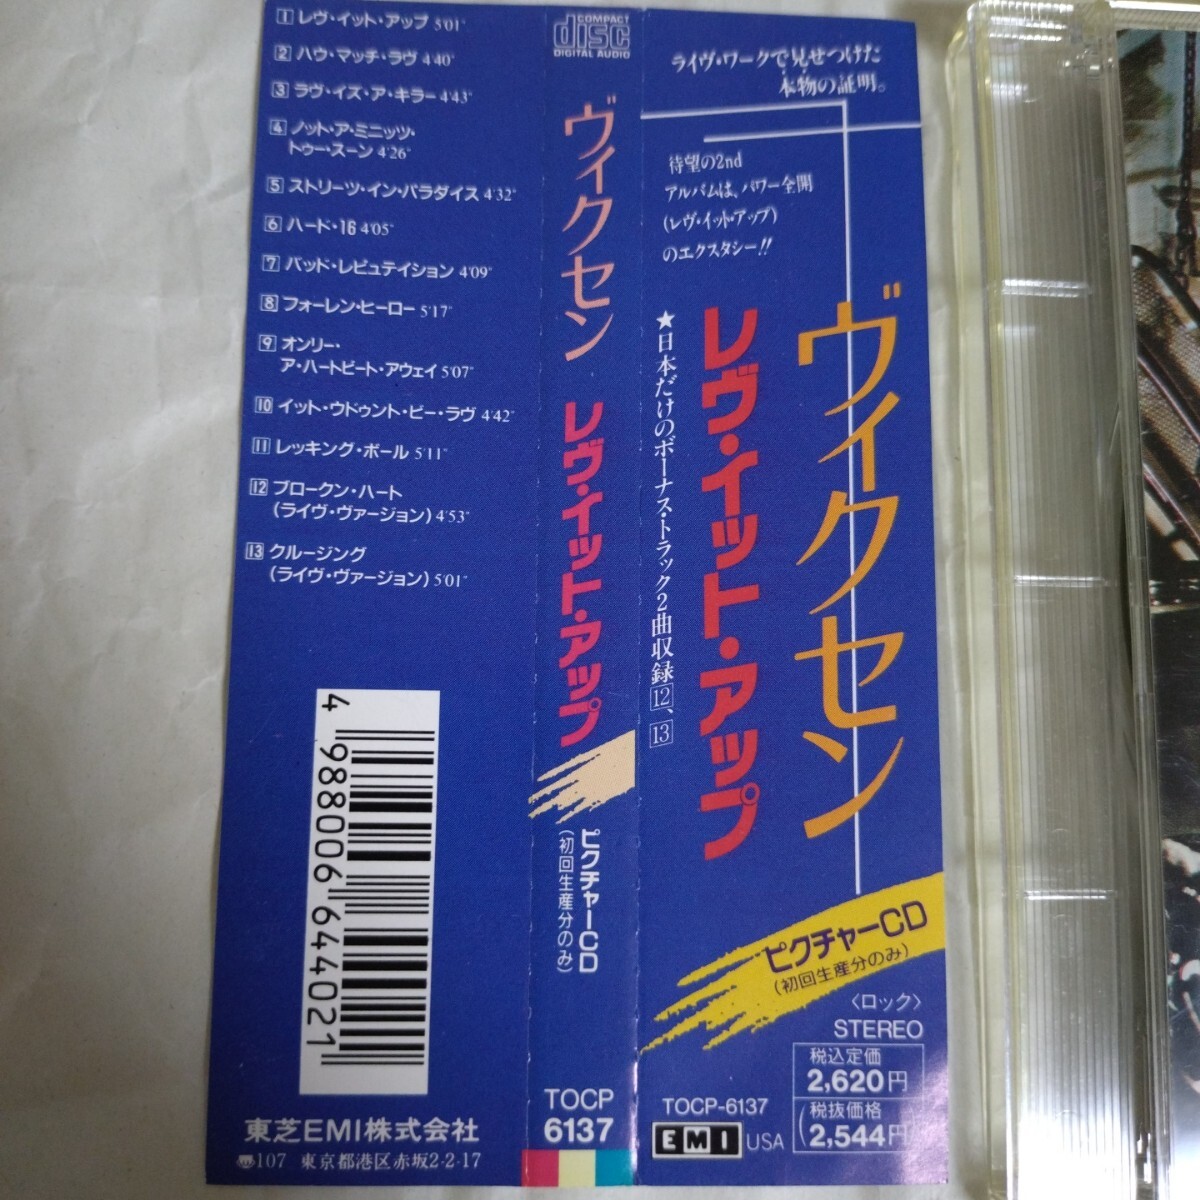 1 レヴ・イット・アップ 5'01"
2 ハウ・マッチ・ラヴ 4'40"
3 ラヴ・イズ・ア・キラー 4'43"
4 ノット・ア・ミニッツ・
トゥー・スーン 4'26"
5 ストリーツ・イン・パラダイス 4'32"
6 ハード・16 4'05"
7 バッド・レピュテイション 4'09"
8 フォーレン・ヒーロー 5'17"
9 オンリー・
ア・ハートビート・アウェイ 5'07"
10 イット・ウドゥント・ビー・ラヴ 4'42"
11 レッキング・ボール 5'11"
12 ブロークン・ハート
(ライヴ・ヴァージョン) 4'53"
13 クルージング
(ライヴ・ヴァージョン) 5'01"
4 988006 644021
東芝EMI株式会社
〠107 東京都港区赤坂2-2-17
COMPACT
disc
DIGITAL AUDIO
ヴィクセン
レヴ・イット・アップ
ピクチャーCD
(初回生産分のみ)
TOCP
6137
ライヴ・ワークで見せつけた
本物の証明。
待望の2nd
アルバムは、パワー全開
(レヴ・イット・アップ)
のエクスタシー!!
ヴィクセン
レヴ・イット・アップ
★日本だけのボーナス・トラック2曲収録12、13
ピクチャーCD
(初回生産分のみ)
〈ロック〉
STEREO
税込定価
2,620円
(税抜価格
2,544円)
TOCP-6137
EMI USA